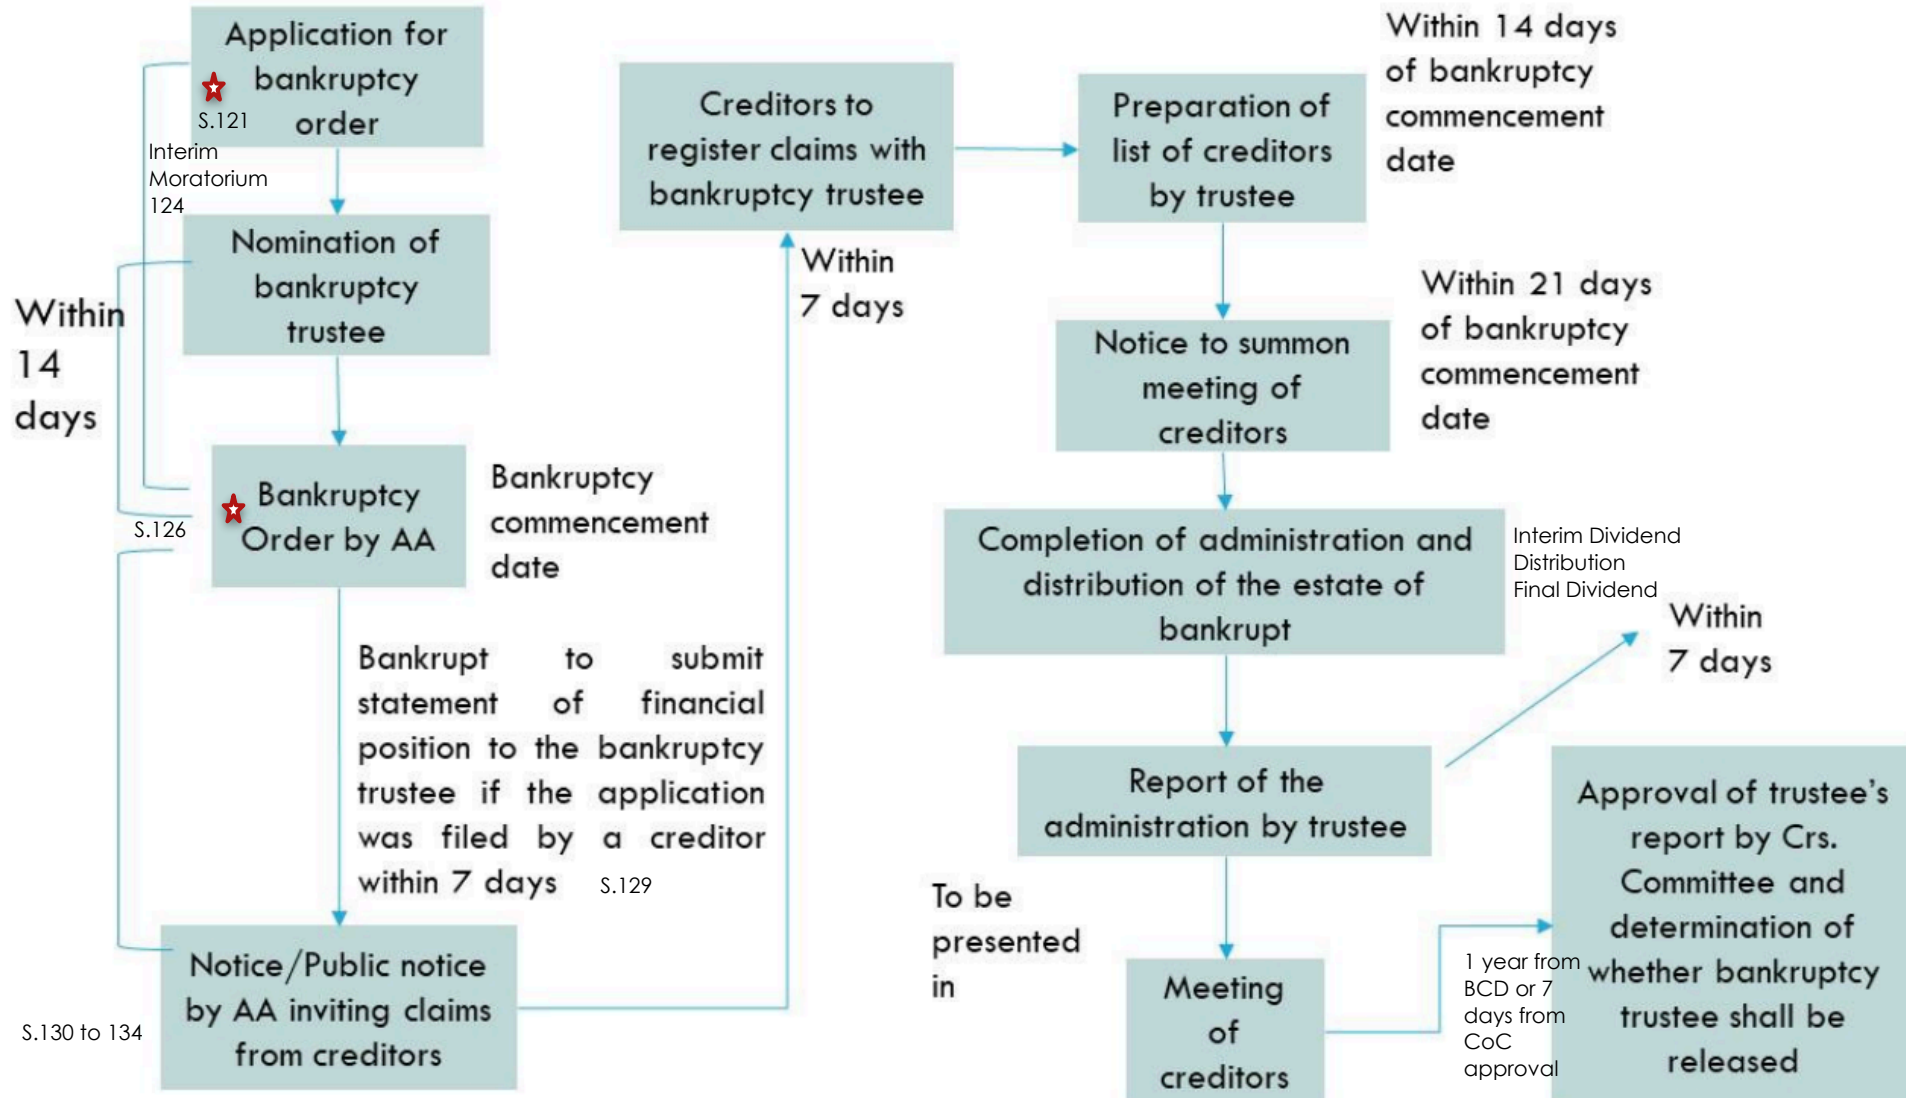 Application for
bankruptcy
order
S.121
Interim
Moratorium
124
Nomination of
bankruptcy
trustee
Within
14
days
Bankruptcy
Order by AA
S.126
Bankruptcy
commencement
date
Bankrupt to submit
statement of financial
position to the bankruptcy
trustee if the application
was filed by a creditor
within 7 days S.129
Notice/Public notice
by AA inviting claims
from creditors
S.130 to 134
Creditors to
register claims with
bankruptcy trustee
Within
7 days
Preparation of
list of creditors
by trustee
Within 14 days
of bankruptcy
commencement
date
Notice to summon
meeting of
creditors
Within 21 days
of bankruptcy
commencement
date
Completion of administration and
distribution of the estate of
bankrupt
Interim Dividend
Distribution
Final Dividend
Within
7 days
Report of the
administration by trustee
To be
presented
in
Meeting
of
creditors
1 year from
BCD or 7
days from
CoC
approval
Approval of trustee's
report by Crs.
Committee and
determination of
whether bankruptcy
trustee shall be
released